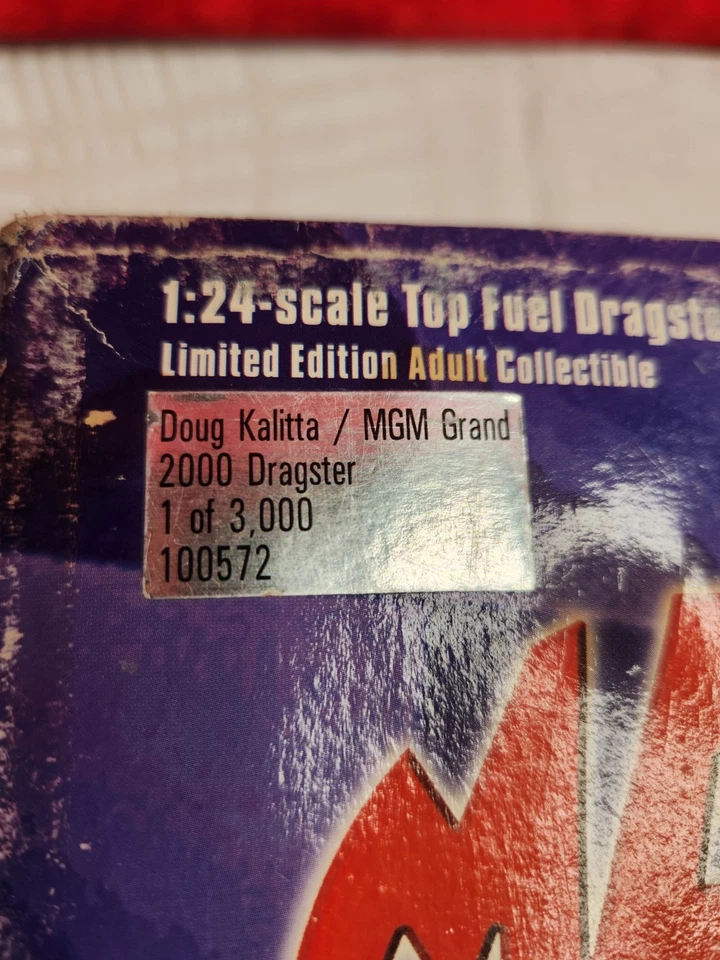 1:24-scale Top Fuel Dragste
Limited Edition Adult Collectible
Doug Kalitta / MGM Grand
2000 Dragster
1 of 3,000
100572